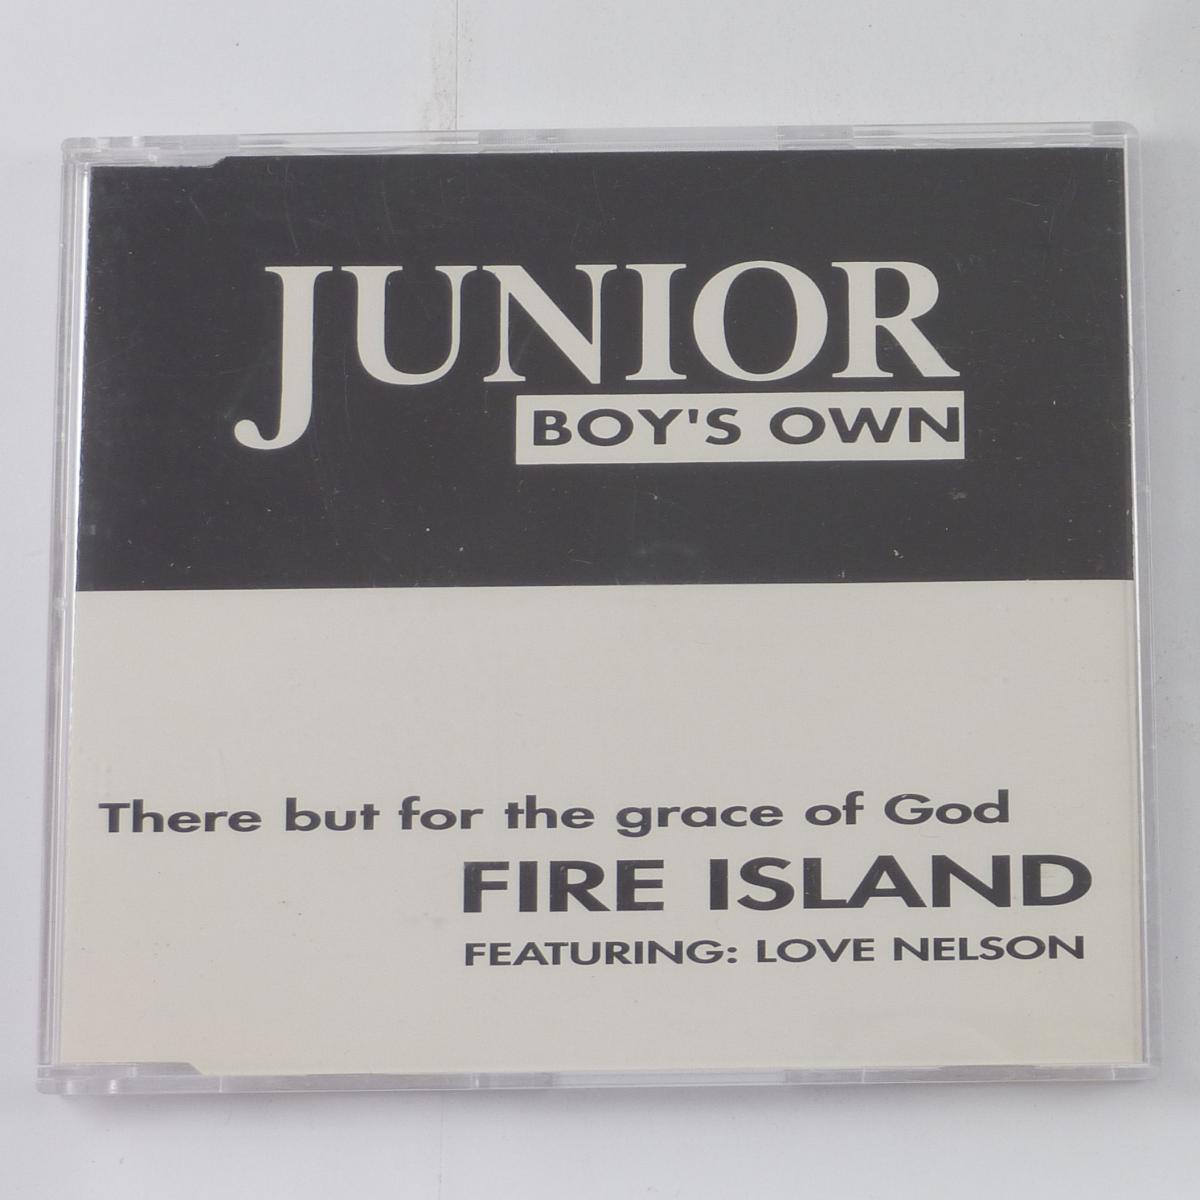 JUNIOR
BOY'S OWN
There but for the grace of God
FIRE ISLAND
FEATURING: LOVE NELSON